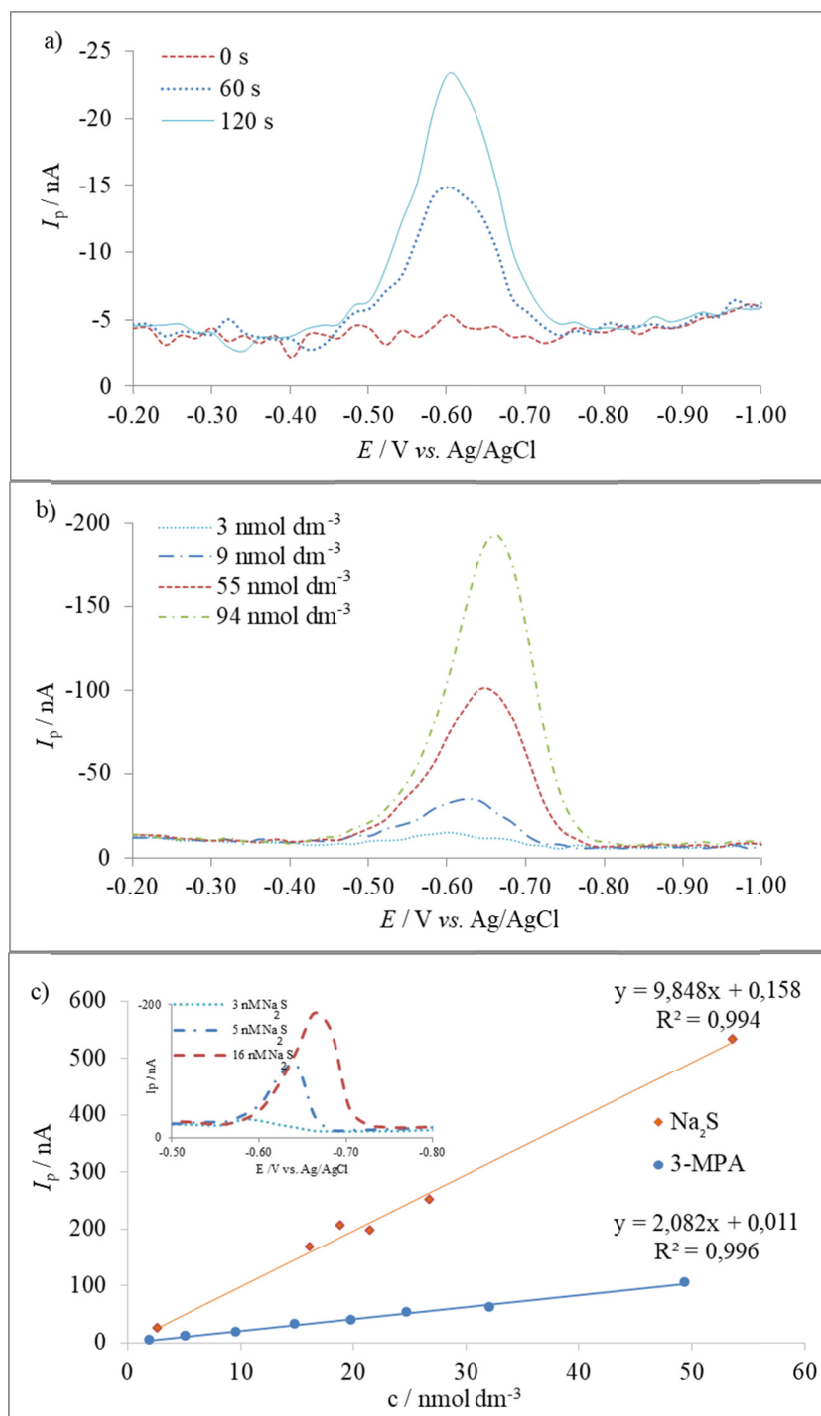 a)
0 s
60 s
120 s
-25
-20
-15
-10
-5
0
Ip / nA
-0.20 -0.30 -0.40 -0.50 -0.60 -0.70 -0.80 -0.90 -1.00
E / V vs. Ag/AgCl
b)
3 nmol dm-3
9 nmol dm-3
55 nmol dm-3
94 nmol dm-3
-200
-150
-100
-50
0
Ip / nA
-0.20 -0.30 -0.40 -0.50 -0.60 -0.70 -0.80 -0.90 -1.00
E / V vs. Ag/AgCl
c)
600
500
400
300
200
100
0
Ip / nA
-200
0
Ip / nA
3 nM Na2S
5 nM Na2S
16 nM Na2S
-0.50 -0.60 -0.70 -0.80
E /V vs. Ag/AgCl
y = 9,848x + 0,158
R² = 0,994
Na2S
3-MPA
y = 2,082x + 0,011
R² = 0,996
0 10 20 30 40 50 60
c / nmol dm-3